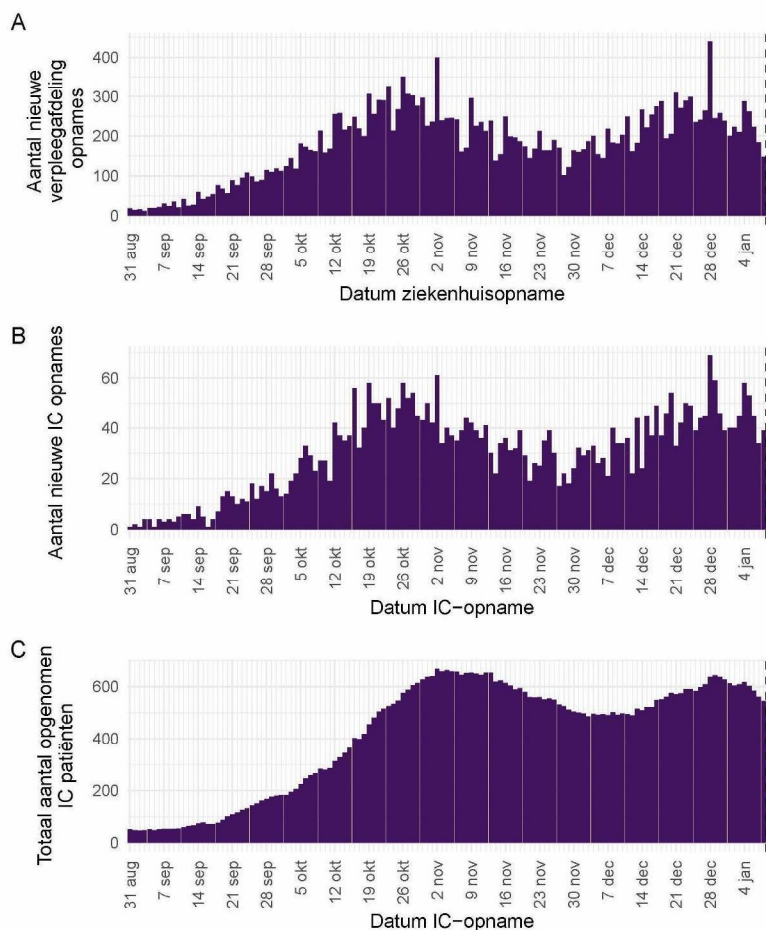 A
Aantal nieuwe
verpleegafdeling
opnames
400
300
200
100
0
31 aug
7 sep
14 sep
21 sep
28 sep
5 okt
12 okt
19 okt
26 okt
2 nov
9 nov
16 nov
23 nov
30 nov
7 dec
14 dec
21 dec
28 dec
4 jan
Datum ziekenhuisopname
B
Aantal nieuwe IC opnames
60
40
20
0
31 aug
7 sep
14 sep
21 sep
28 sep
5 okt
12 okt
19 okt
26 okt
2 nov
9 nov
16 nov
23 nov
30 nov
7 dec
14 dec
21 dec
28 dec
4 jan
Datum IC−opname
C
Totaal aantal opgenomen
IC patiënten
600
400
200
0
31 aug
7 sep
14 sep
21 sep
28 sep
5 okt
12 okt
19 okt
26 okt
2 nov
9 nov
16 nov
23 nov
30 nov
7 dec
14 dec
21 dec
28 dec
4 jan
Datum IC−opname